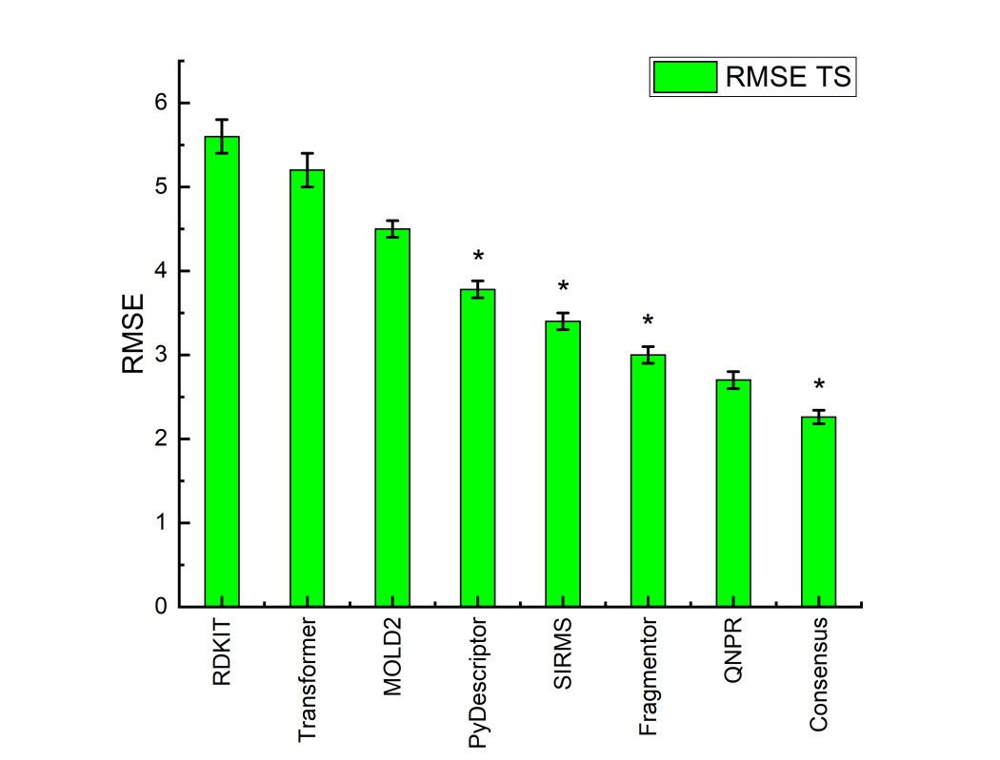 RMSE TS
RMSE
6
5
4
3
2
1
0
*
*
*
*
RDKIT
Transformer
MOLD2
PyDescriptor
SIRMS
Fragmentor
QNPR
Consensus